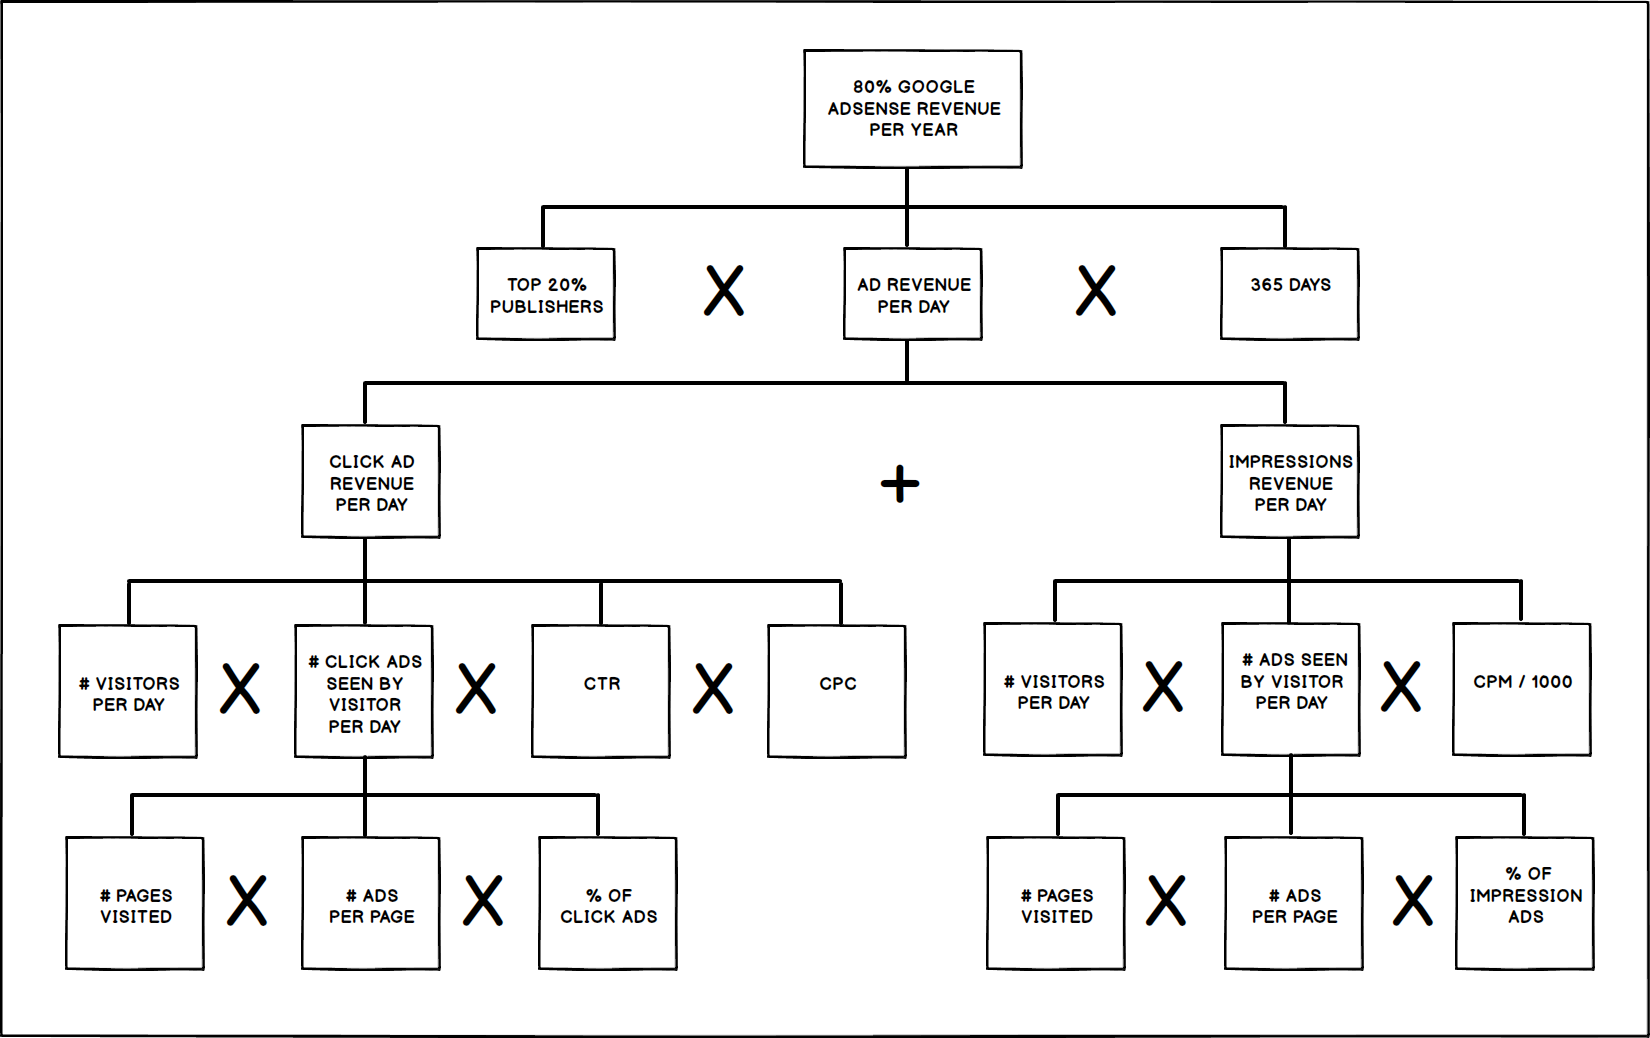 80% GOOGLE
ADSENSE REVENUE
PER YEAR
TOP 20%
PUBLISHERS
X
AD REVENUE
PER DAY
X
365 DAYS
CLICK AD
REVENUE
PER DAY
+
IMPRESSIONS
REVENUE
PER DAY
# VISITORS
PER DAY
X
# CLICK ADS
SEEN BY
VISITOR
PER DAY
X
CTR
X
CPC
# VISITORS
PER DAY
X
# ADS SEEN
BY VISITOR
PER DAY
X
CPM / 1000
# PAGES
VISITED
X
# ADS
PER PAGE
X
% OF
CLICK ADS
# PAGES
VISITED
X
# ADS
PER PAGE
X
% OF
IMPRESSION
ADS